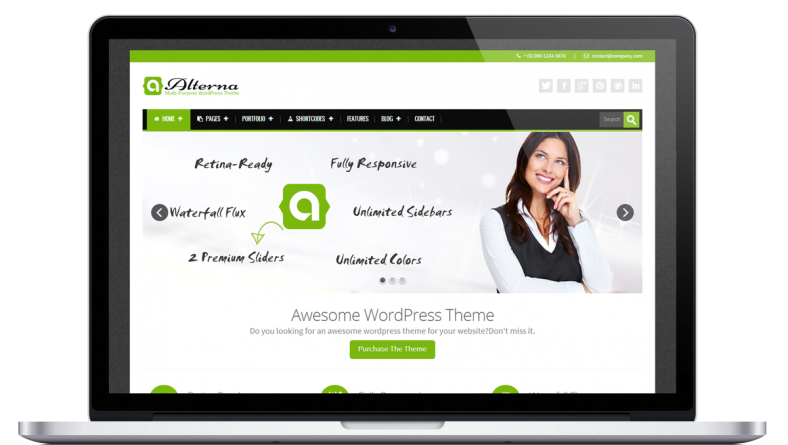 +00 088-1234-5678 | contact@company.com
Alterna
Multi-Purpose WordPress Theme
HOME + PAGES + PORTFOLIO + SHORTCODES + FEATURES BLOG + CONTACT Search
Retina-Ready Fully Responsive
Waterfall Flux a Unlimited Sidebars
2 Premium Sliders Unlimited Colors
Awesome WordPress Theme
Do you looking for an awesome wordpress theme for your website?Don't miss it.
Purchase The Theme